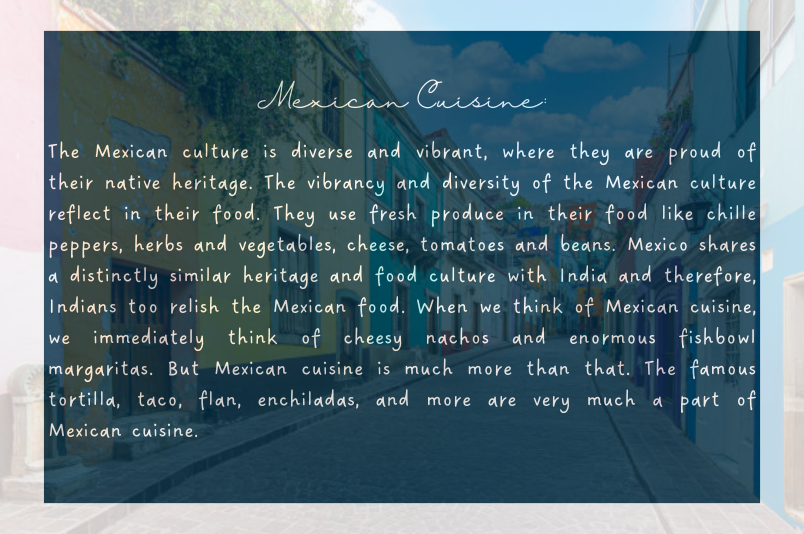 Mexican Cuisine:
The Mexican culture is diverse and vibrant, where they are proud of
their native heritage. The vibrancy and diversity of the Mexican culture
reflect in their food. They use fresh produce in their food like chille
peppers, herbs and vegetables, cheese, tomatoes and beans. Mexico shares
a distinctly similar heritage and food culture with India and therefore,
Indians too relish the Mexican food. When we think of Mexican cuisine,
we immediately think of cheesy nachos and enormous fishbowl
margaritas. But Mexican cuisine is much more than that. The famous
tortilla, taco, flan, enchiladas, and more are very much a part of
Mexican cuisine.